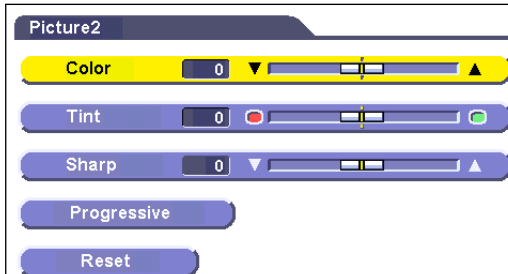 Picture2
Color 0
Tint 0
Sharp 0
Progressive
Reset